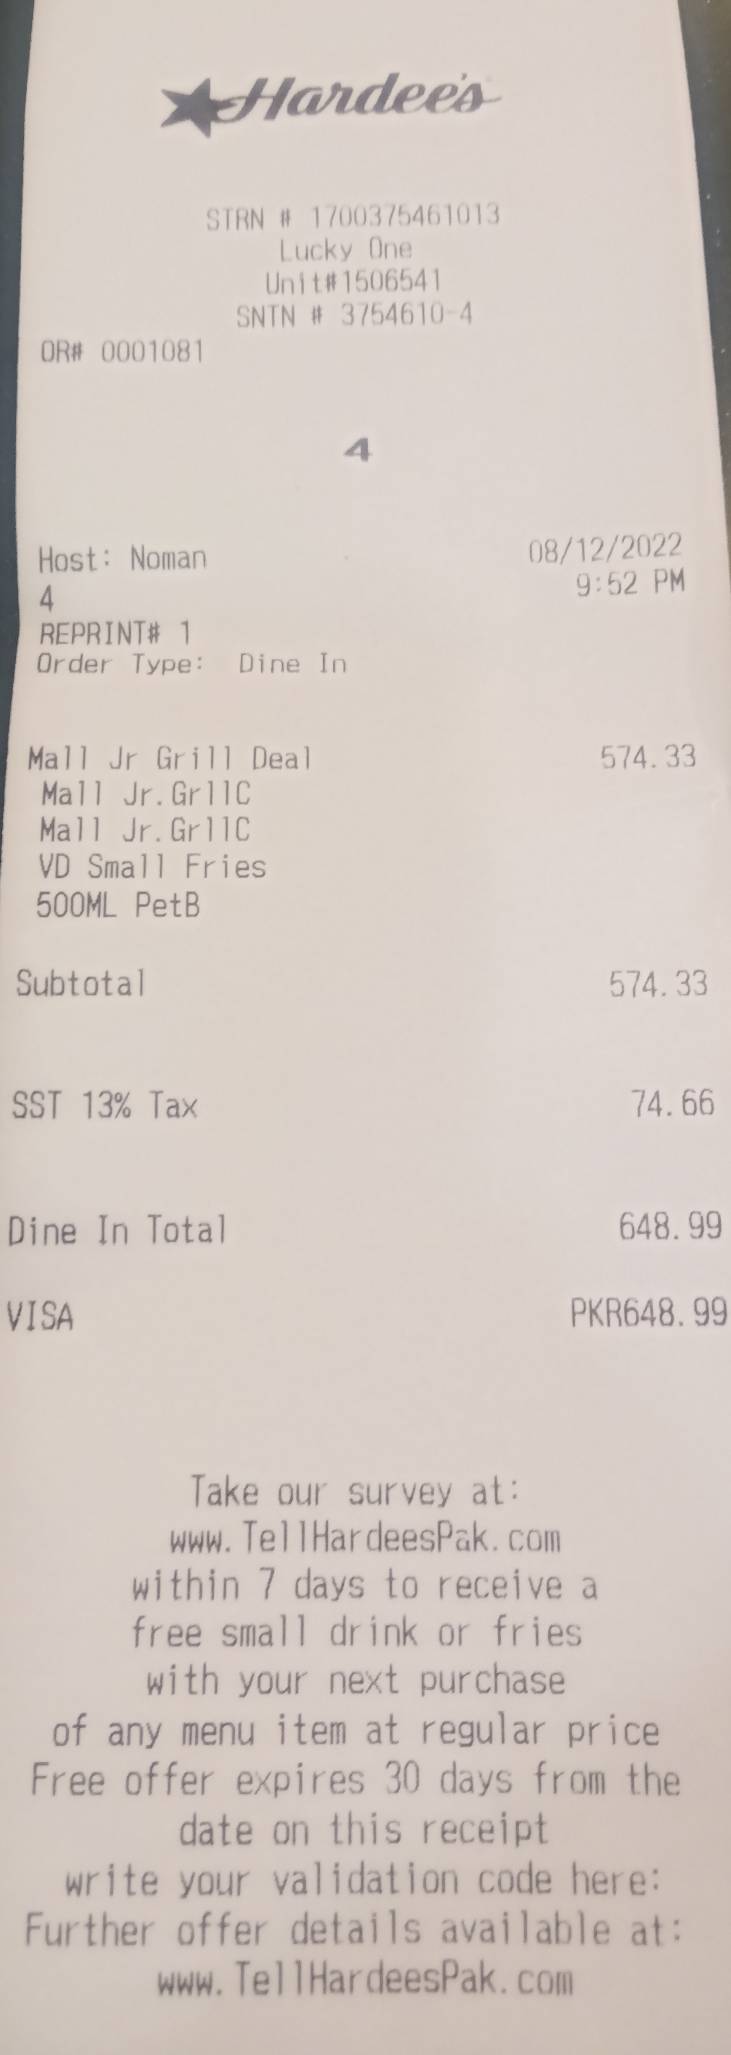 Hardee's
STRN # 1700375461013
Lucky One
Unit#1506541
SNTN # 3754610-4
OR# 0001081
4
Host: Noman 08/12/2022
4 9:52 PM
REPRINT# 1
Order Type: Dine In
Mall Jr Grill Deal 574.33
Mall Jr.GrllC
Mall Jr.GrllC
VD Small Fries
500ML PetB
Subtotal 574.33
SST 13% Tax 74.66
Dine In Total 648.99
VISA PKR648.99
Take our survey at:
www.TellHardeesPak.com
within 7 days to receive a
free small drink or fries
with your next purchase
of any menu item at regular price
Free offer expires 30 days from the
date on this receipt
write your validation code here:
Further offer details available at:
www.TellHardeesPak.com